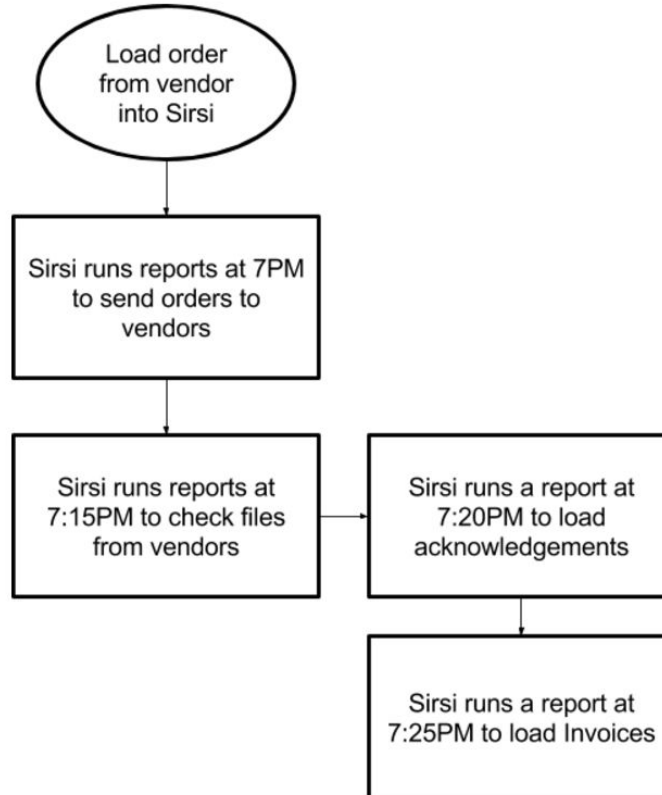 Load order
from vendor
into Sirsi
Sirsi runs reports at 7PM
to send orders to
vendors
Sirsi runs reports at
7:15PM to check files
from vendors
Sirsi runs a report at
7:20PM to load
acknowledgements
Sirsi runs a report at
7:25PM to load Invoices